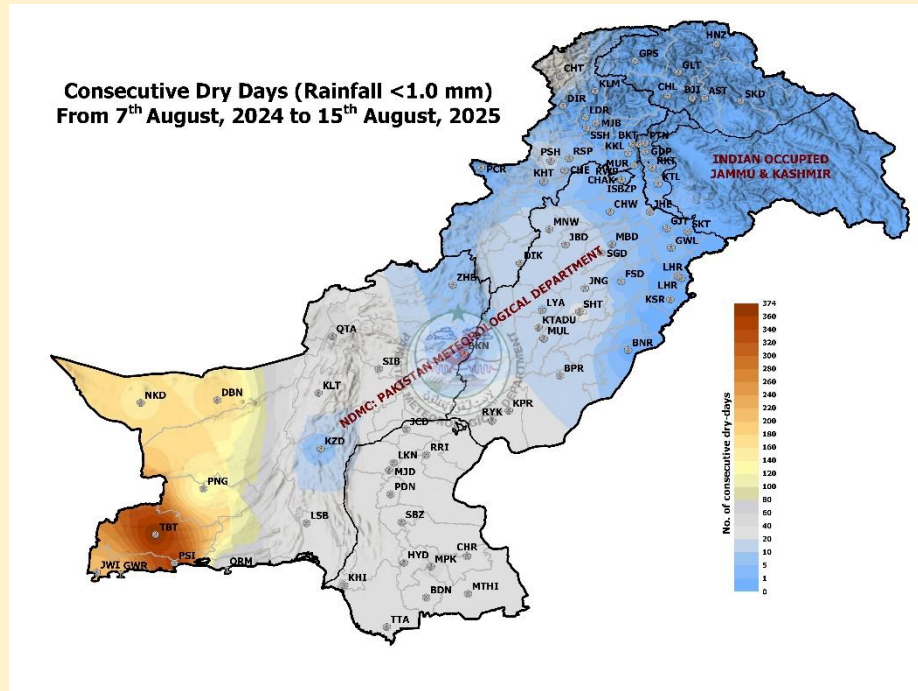 Consecutive Dry Days (Rainfall <1.0 mm)
From 7th August, 2024 to 15th August, 2025
HNZ
GPS
GLT
CHT
CHL
BJI
AST
SKD
KLM
DIR
LDR
MJB
SSH
BKT
PTN
KKL
GDP
PSH
RSP
MUR
RKT
INDIAN OCCUPIED
JAMMU & KASHMIR
PCR
KHT
CHE
RWP
KTL
CHAK
ISBZP
CHW
JHE
MNW
GJT
SKT
JBD
MBD
GWL
SGD
DIK
LHR
FSD
LHR
ZHB
JNG
KSR
LYA
SHT
KTADU
MUL
QTA
BKN
BNR
SIB
BPR
NDMC: PAKISTAN METEOROLOGICAL DEPARTMENT
NKD
DBN
KLT
KPR
RYK
JCD
KZD
RRI
LKN
MJD
PNG
PDN
LSB
SBZ
TBT
PSI
HYD
CHR
MPK
JWI
GWR
ORM
KHI
BDN
MTHI
TTA
No. of consecutive dry-days
374
360
340
320
300
280
260
240
220
200
180
160
140
120
100
80
60
40
20
10
5
1
0